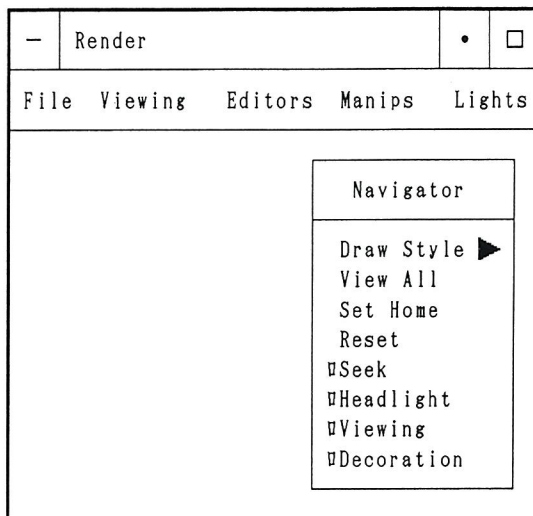 Render
File Viewing Editors Manips Lights
Navigator
Draw Style
View All
Set Home
Reset
Seek
Headlight
Viewing
Decoration